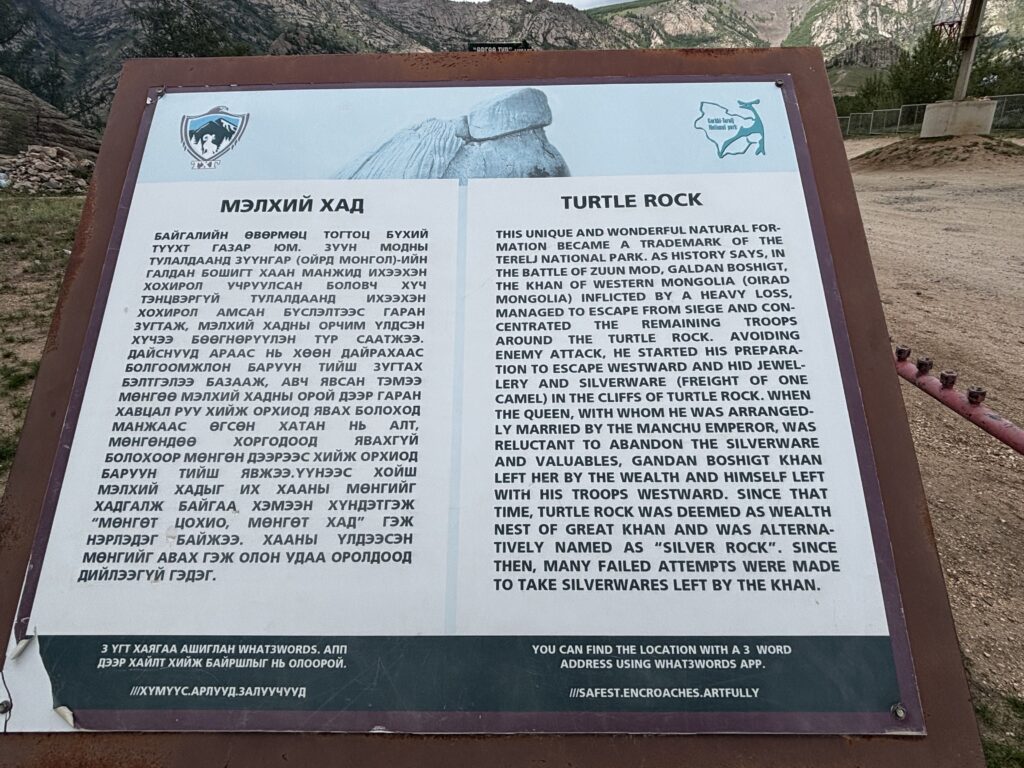 Gorkhi-Terelj
National park
МЭЛХИЙ ХАД
БАЙГАЛИЙН ӨВӨРМӨЦ ТОГТОЦ БҮХИЙ
ТҮҮХТ ГАЗАР ЮМ. ЗУУН МОДНЫ
ТУЛАЛДААНД ЗҮҮНГАР (ОЙРД МОНГОЛ)-ИЙН
ГАЛДАН БОШИГТ ХААН МАНЖИД ИХЭЭХЭН
ХОХИРОЛ УЧРУУЛСАН БОЛОВЧ ХҮЧ
ТЭНЦВЭРГҮЙ ТУЛАЛДААНД ИХЭЭХЭН
ХОХИРОЛ АМСАН БҮСЛЭЛТЭЭС ГАРАН
ЗУГТАЖ, МЭЛХИЙ ХАДНЫ ОРЧИМ ҮЛДСЭН
ХҮЧЭЭ БӨӨГНРҮҮЛЭН ТҮР СААТЖЭЭ.
ДАЙСНУУД АРААС НЬ ХӨӨН ДАЙРАХААС
БОЛГООМЖЛОН БАРУУН ТИЙШ ЗУГТАХ
БЭЛТГЭЛЭЭ БАЗААЖ, АВЧ ЯВСАН ТЭМЭЭ
МӨНГӨӨ МЭЛХИЙ ХАДНЫ ОРОЙ ДЭЭР ГАРАН
ХАВЦАЛ РУУ ХИЙЖ ОРХИОД ЯВАХ БОЛОХОД
МАНЖААС ӨГСӨН ХАТАН НЬ АЛТ,
МӨНГӨНДӨӨ ХОРГОДООД ЯВАХГҮЙ
БОЛОХООР МӨНГӨН ДЭЭРЭЭС ХИЙЖ ОРХИОД
БАРУУН ТИЙШ ЯВЖЭЭ.ҮҮНЭЭС ХОЙШ
МЭЛХИЙ ХАДЫГ ИХ ХААНЫ МӨНГИЙГ
ХАДГАЛЖ БАЙГАА ХЭМЭЭН ХҮНДЭТГЭЖ
“МӨНГӨТ ЦОХИО, МӨНГӨТ ХАД” ГЭЖ
НЭРЛЭДЭГ БАЙЖЭЭ. ХААНЫ ҮЛДЭЭСЭН
МӨНГИЙГ АВАХ ГЭЖ ОЛОН УДАА ОРОЛДООД
ДИЙЛЭЭГҮЙ ГЭДЭГ.
3 ҮГТ ХАЯГАА АШИГЛАН WHAT3WORDS. АПП
ДЭЭР ХАЙЛТ ХИЙЖ БАЙРШЛЫГ НЬ ОЛООРОЙ.
///ХҮМҮҮС.АРЛУУД.ЗАЛУУЧУУД
TURTLE ROCK
THIS UNIQUE AND WONDERFUL NATURAL FOR-
MATION BECAME A TRADEMARK OF THE
TERELJ NATIONAL PARK. AS HISTORY SAYS, IN
THE BATTLE OF ZUUN MOD, GALDAN BOSHIGT,
THE KHAN OF WESTERN MONGOLIA (OIRAD
MONGOLIA) INFLICTED BY A HEAVY LOSS,
MANAGED TO ESCAPE FROM SIEGE AND CON-
CENTRATED THE REMAINING TROOPS
AROUND THE TURTLE ROCK. AVOIDING
ENEMY ATTACK, HE STARTED HIS PREPARA-
TION TO ESCAPE WESTWARD AND HID JEWEL-
LERY AND SILVERWARE (FREIGHT OF ONE
CAMEL) IN THE CLIFFS OF TURTLE ROCK. WHEN
THE QUEEN, WITH WHOM HE WAS ARRANGED-
LY MARRIED BY THE MANCHU EMPEROR, WAS
RELUCTANT TO ABANDON THE SILVERWARE
AND VALUABLES, GANDAN BOSHIGT KHAN
LEFT HER BY THE WEALTH AND HIMSELF LEFT
WITH HIS TROOPS WESTWARD. SINCE THAT
TIME, TURTLE ROCK WAS DEEMED AS WEALTH
NEST OF GREAT KHAN AND WAS ALTERNA-
TIVELY NAMED AS “SILVER ROCK”. SINCE
THEN, MANY FAILED ATTEMPTS WERE MADE
TO TAKE SILVERWARES LEFT BY THE KHAN.
YOU CAN FIND THE LOCATION WITH A 3 WORD
ADDRESS USING WHAT3WORDS APP.
///SAFEST.ENCROACHES.ARTFULLY